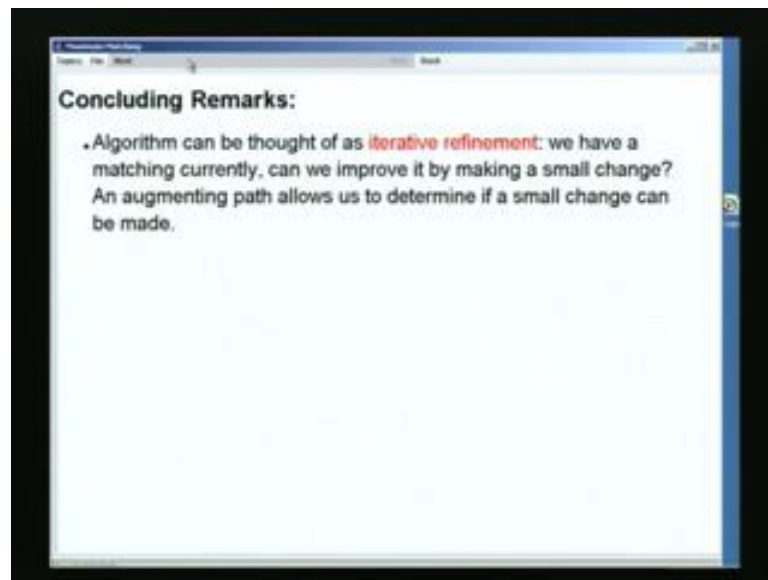 Concluding Remarks:
• Algorithm can be thought of as iterative refinement: we have a
matching currently, can we improve it by making a small change?
An augmenting path allows us to determine if a small change can
be made.